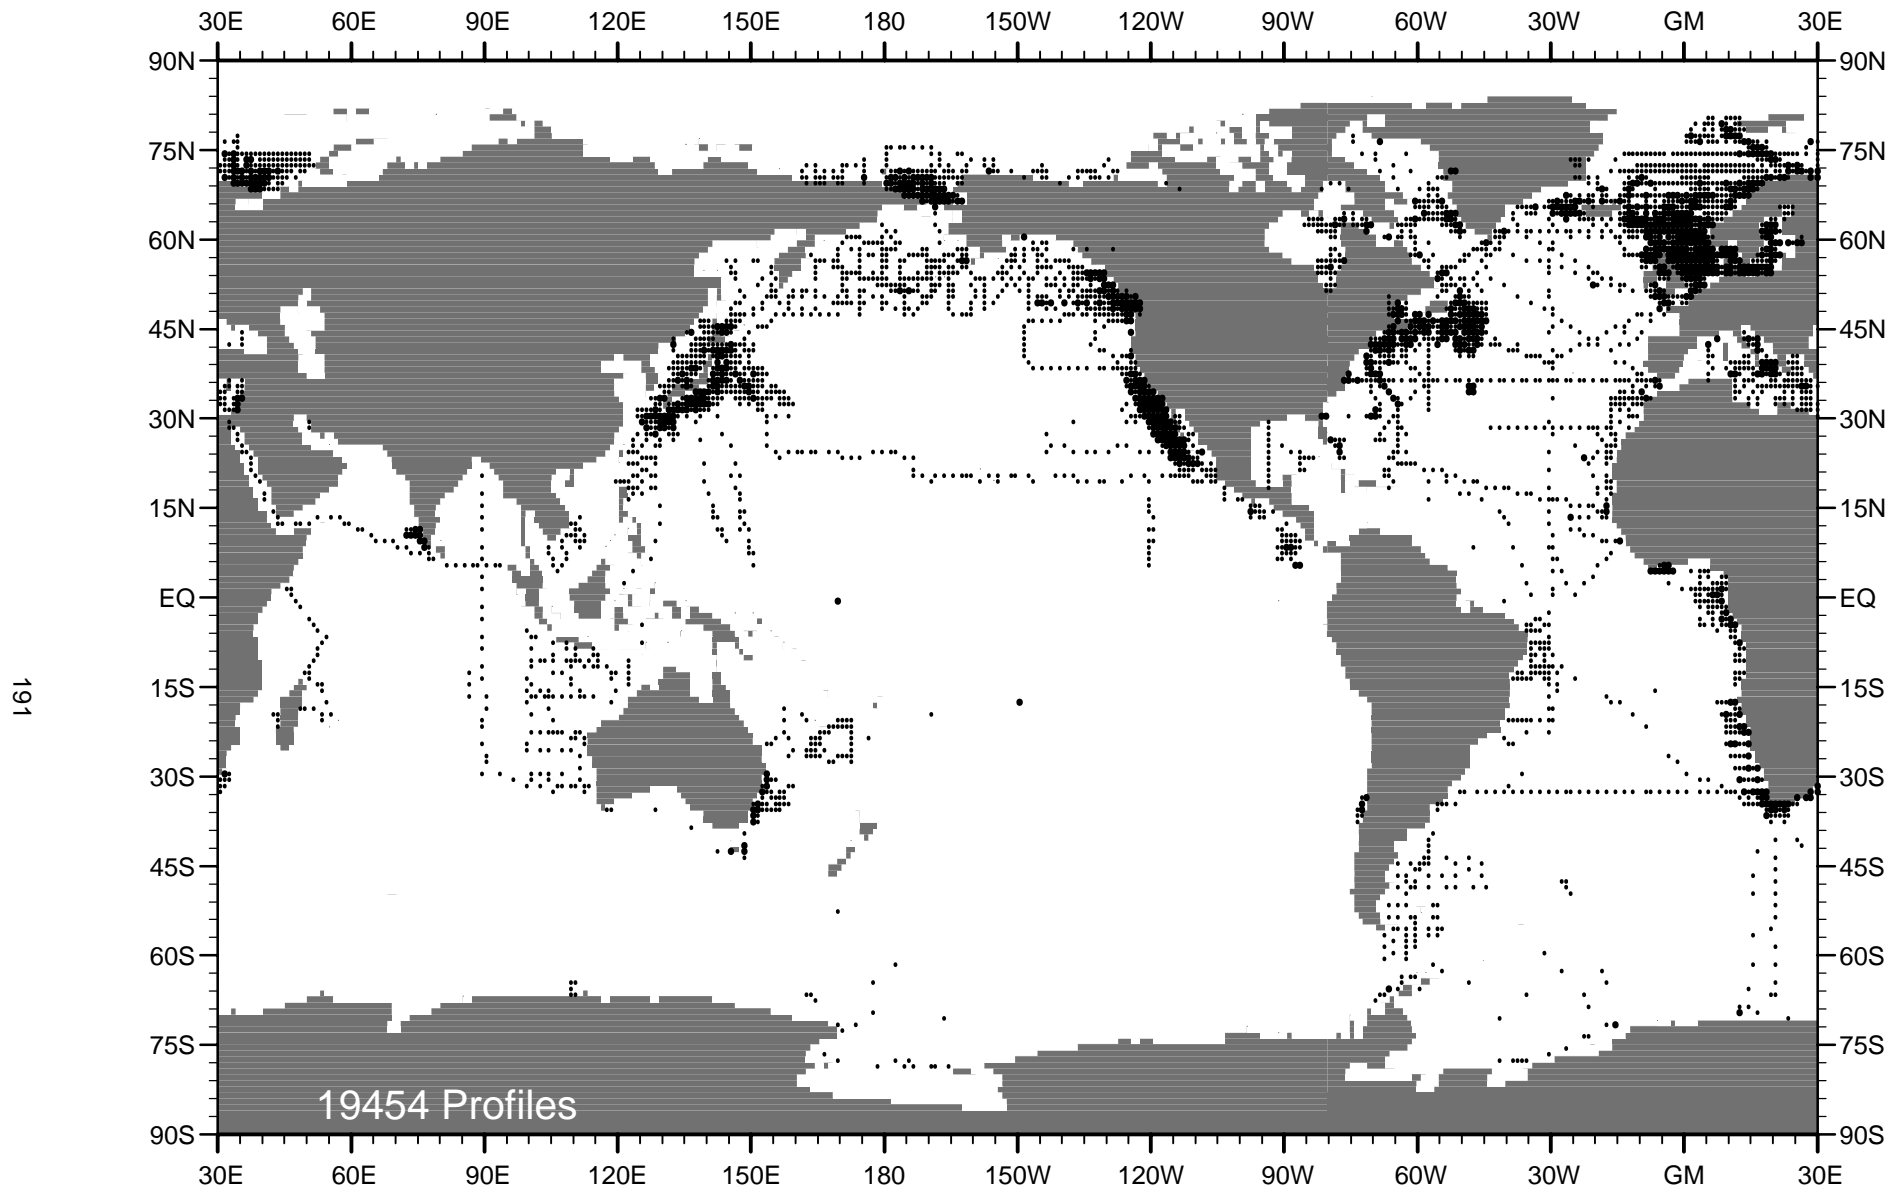 30E 60E 90E 120E 150E 180 150W 120W 90W 60W 30W GM 30E
90N 90N
75N 75N
60N 60N
45N 45N
30N 30N
15N 15N
EQ EQ
15S 15S
191
30S 30S
45S 45S
60S 60S
75S 75S
19454 Profiles
90S 90S
30E 60E 90E 120E 150E 180 150W 120W 90W 60W 30W GM 30E